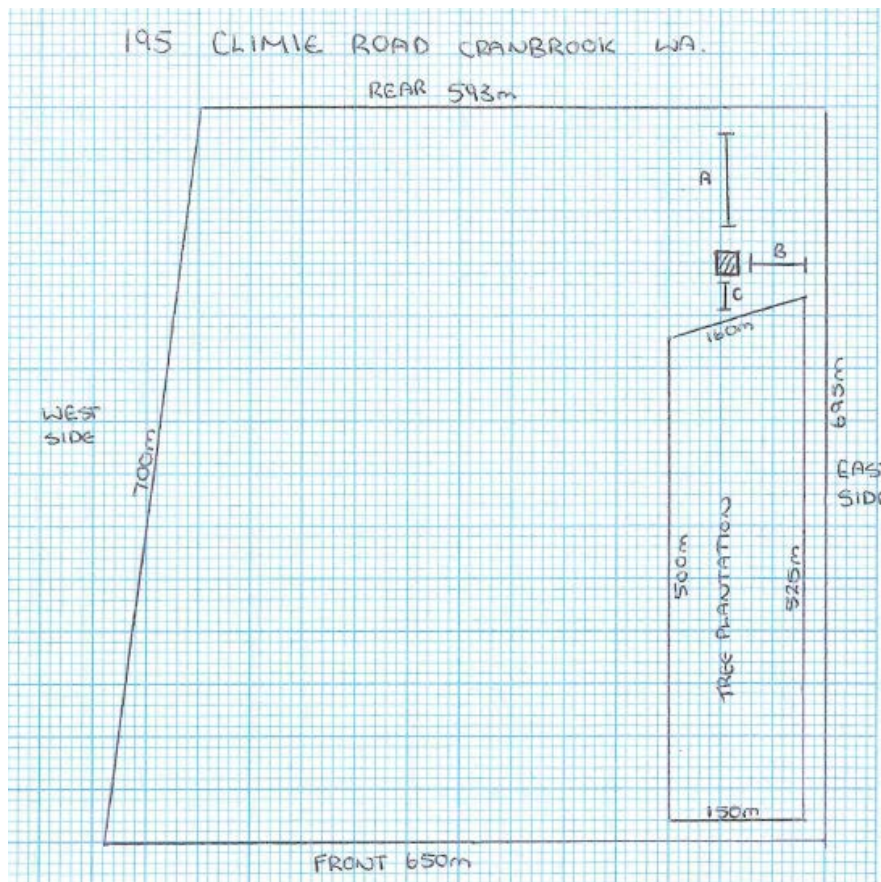 195 CLIMIE ROAD CRANBROOK WA.
REAR 593m
A
B
C
160m
WEST
SIDE
700m
695m
EAST
SIDE
500m
TREE PLANTATION
525m
150m
FRONT 650m